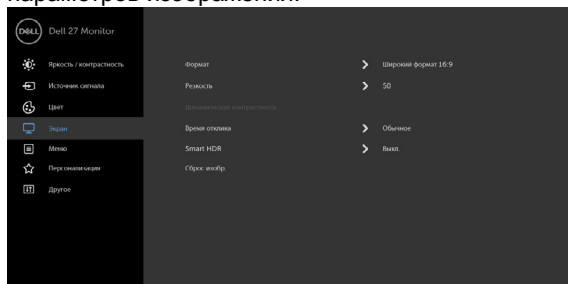 параметров изображения.
DELL Dell 27 Monitor
Яркость / контрастность
Источник сигнала
Цвет
Экран
Меню
Персонализация
Другое
Формат Широкий формат 16:9
Резкость 50
Динамическая контрастность
Время отклика Обычное
Smart HDR Выкл.
Сброс изобр.